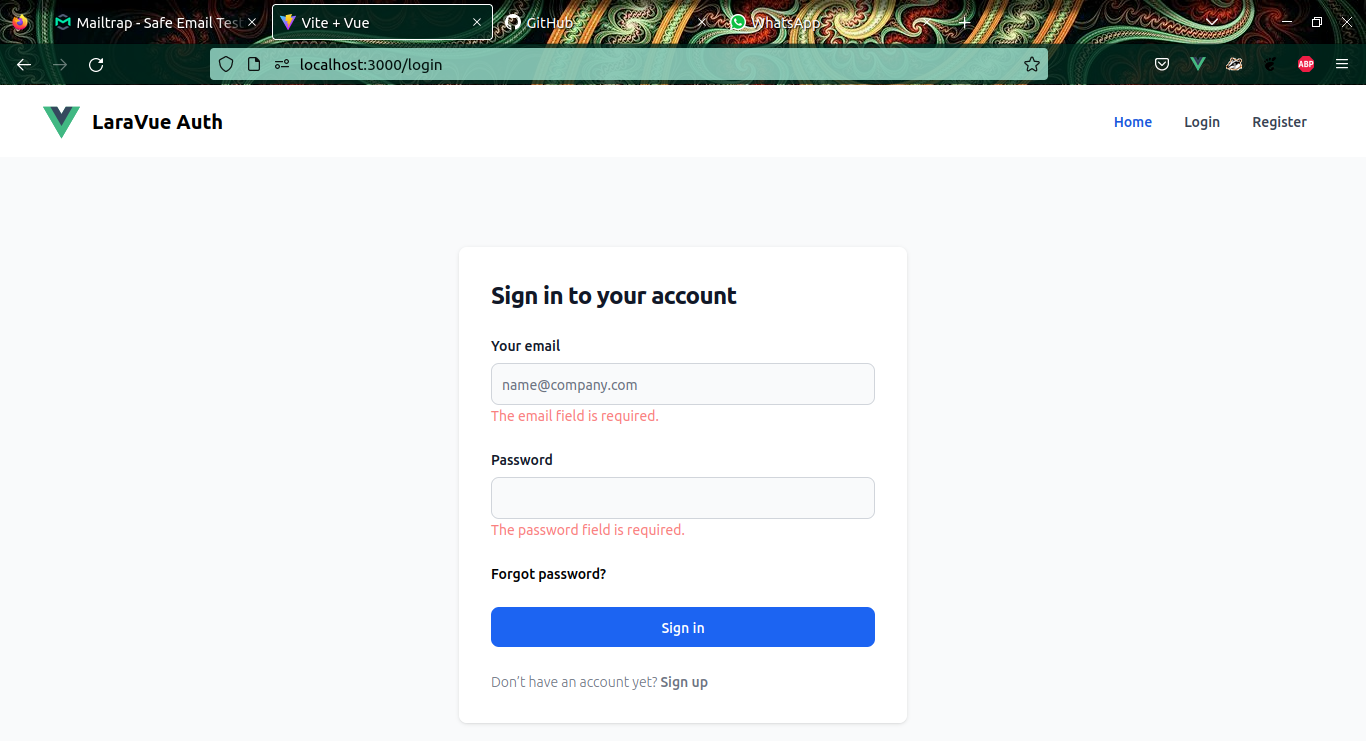 Mailtrap - Safe Email Test
Vite + Vue
GitHub
WhatsApp
localhost:3000/login
ABP
LaraVue Auth
Home
Login
Register
Sign in to your account
Your email
name@company.com
The email field is required.
Password
The password field is required.
Forgot password?
Sign in
Don't have an account yet? Sign up